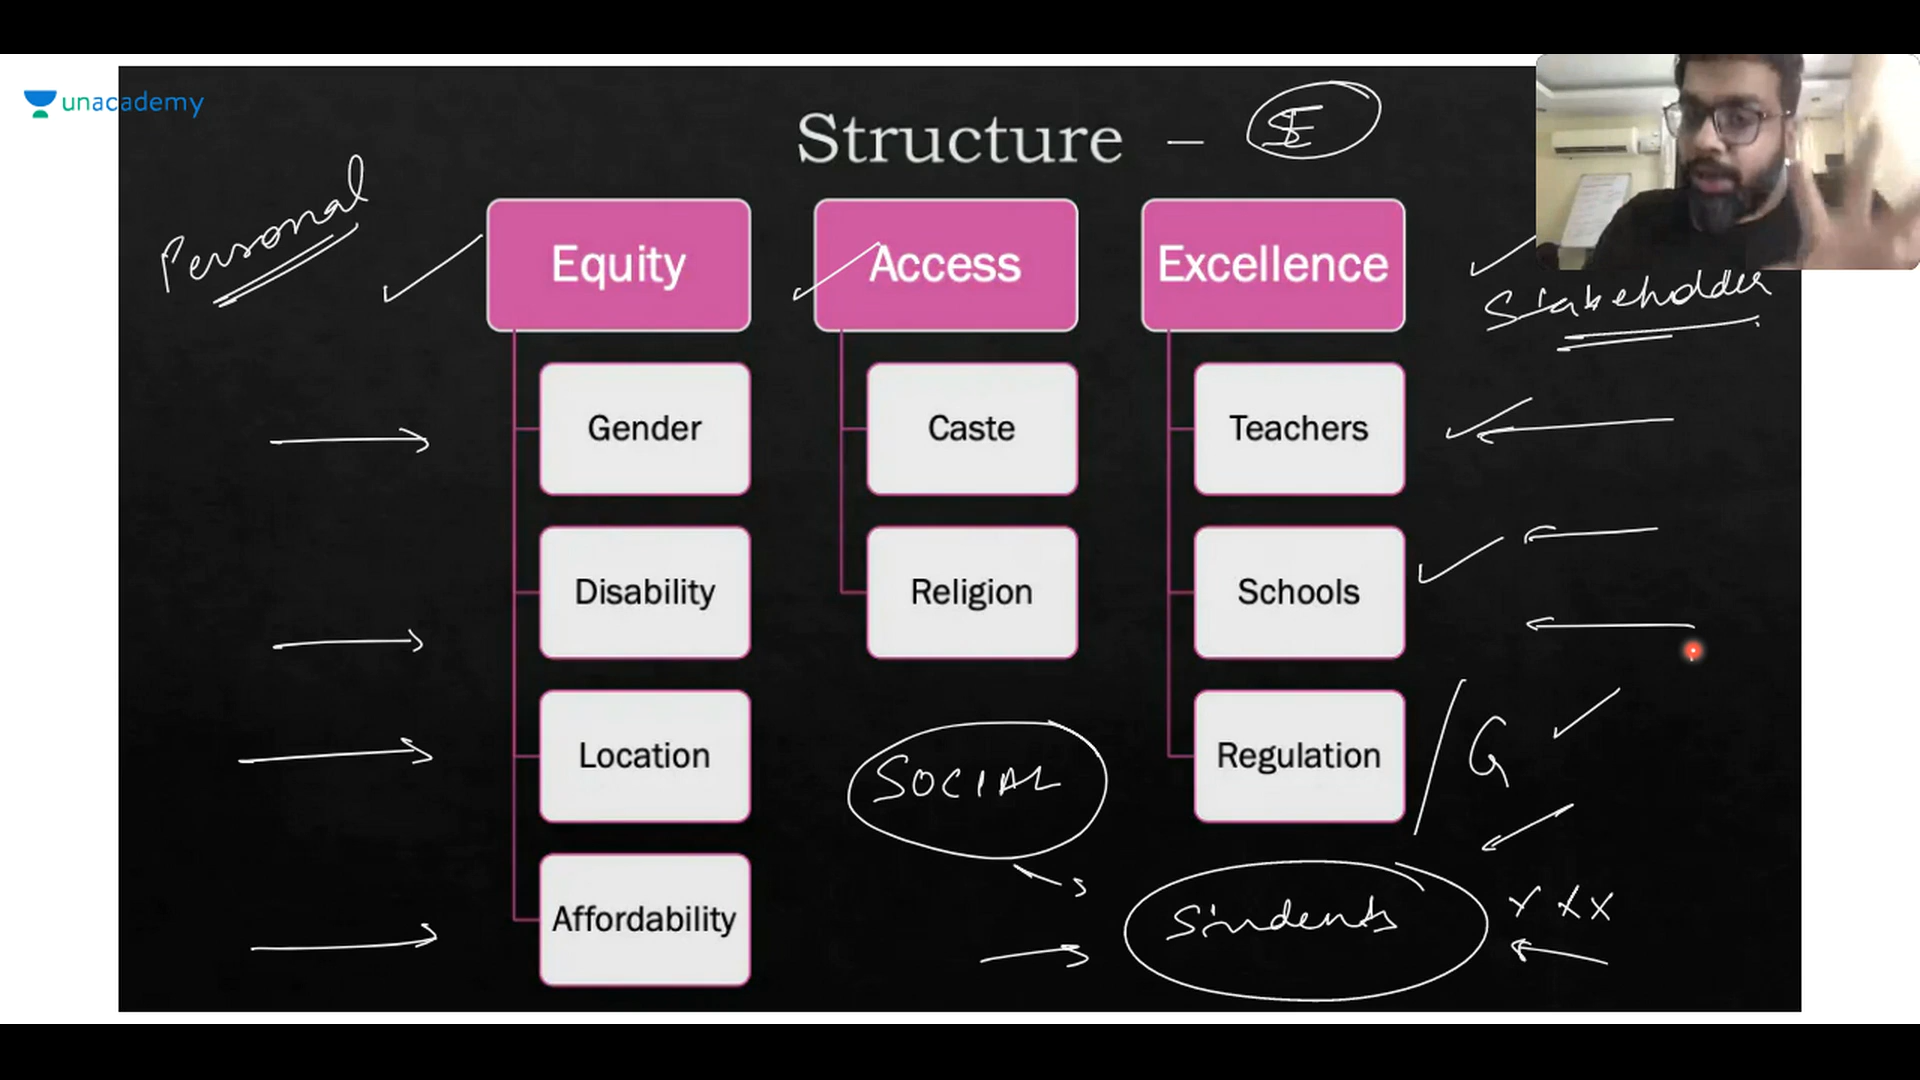 unacademy
Structure –
Personal
Equity
Access
Excellence
Stakeholder
Gender
Caste
Teachers
Disability
Religion
Schools
Location
SOCIAL
Regulation
/ G
Affordability
Students
x x x